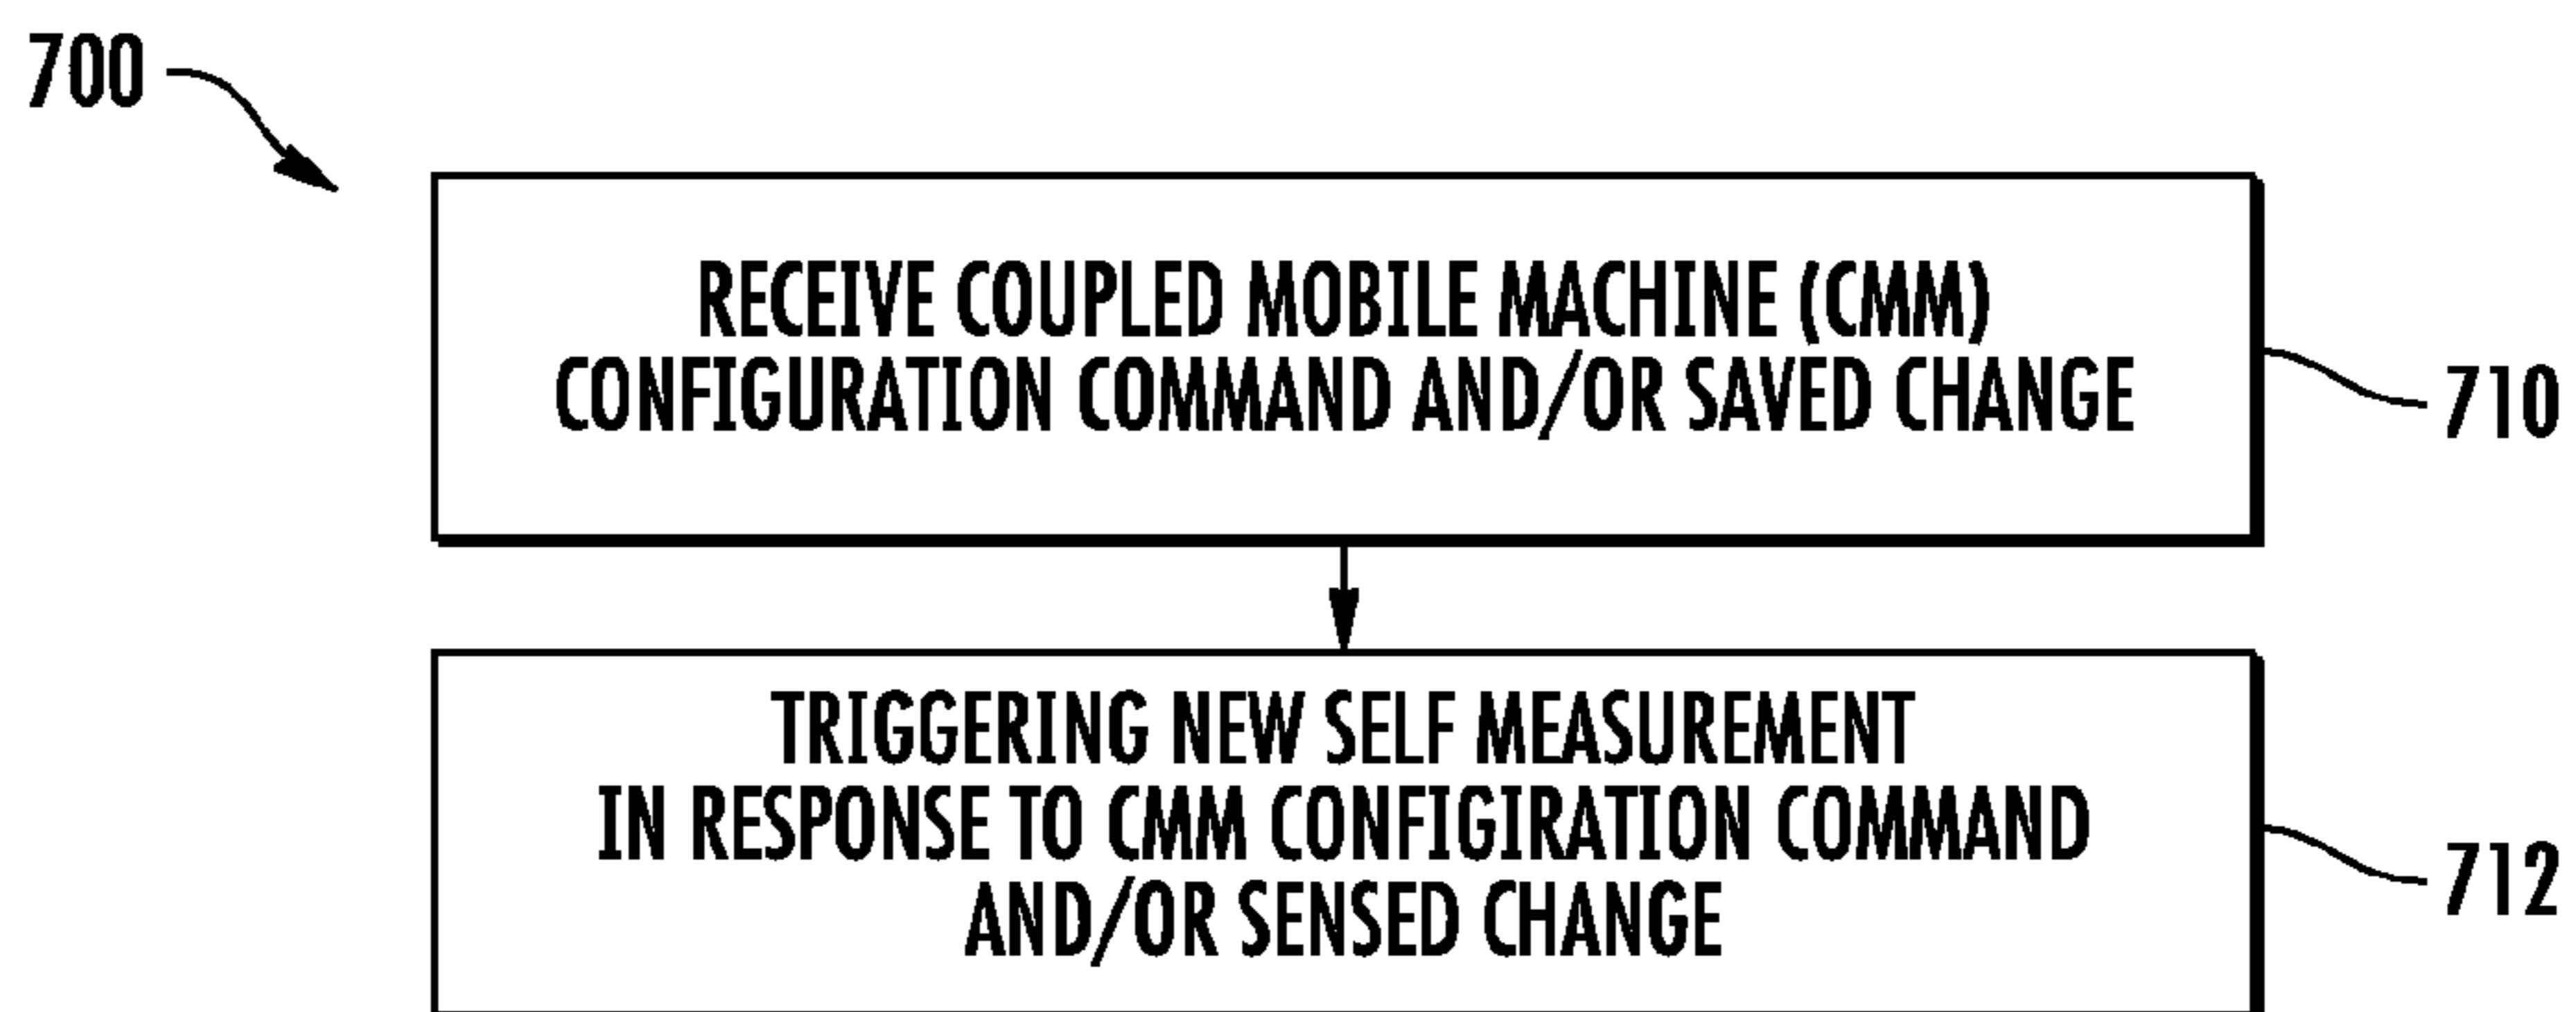 700
RECEIVE COUPLED MOBILE MACHINE (CMM)
CONFIGURATION COMMAND AND/OR SAVED CHANGE
710
TRIGGERING NEW SELF MEASUREMENT
IN RESPONSE TO CMM CONFIGIRATION COMMAND
AND/OR SENSED CHANGE
712